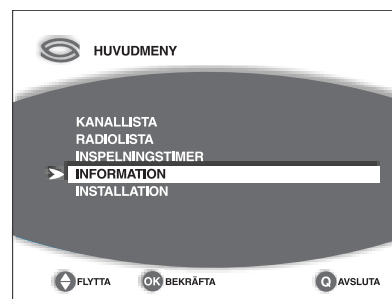 HUVUDMENY
KANALLISTA
RADIOLISTA
INSPELNINGSTIMER
INFORMATION
INSTALLATION
FLYTTA OK BEKRÄFTA Q AVSLUTA